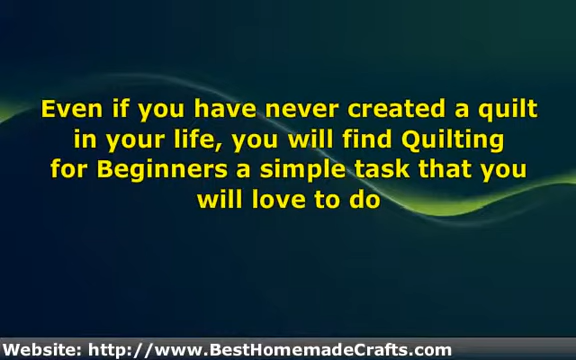 Even if you have never created a quilt
in your life, you will find Quilting
for Beginners a simple task that you
will love to do
Website: http://www.BestHomemadeCrafts.com